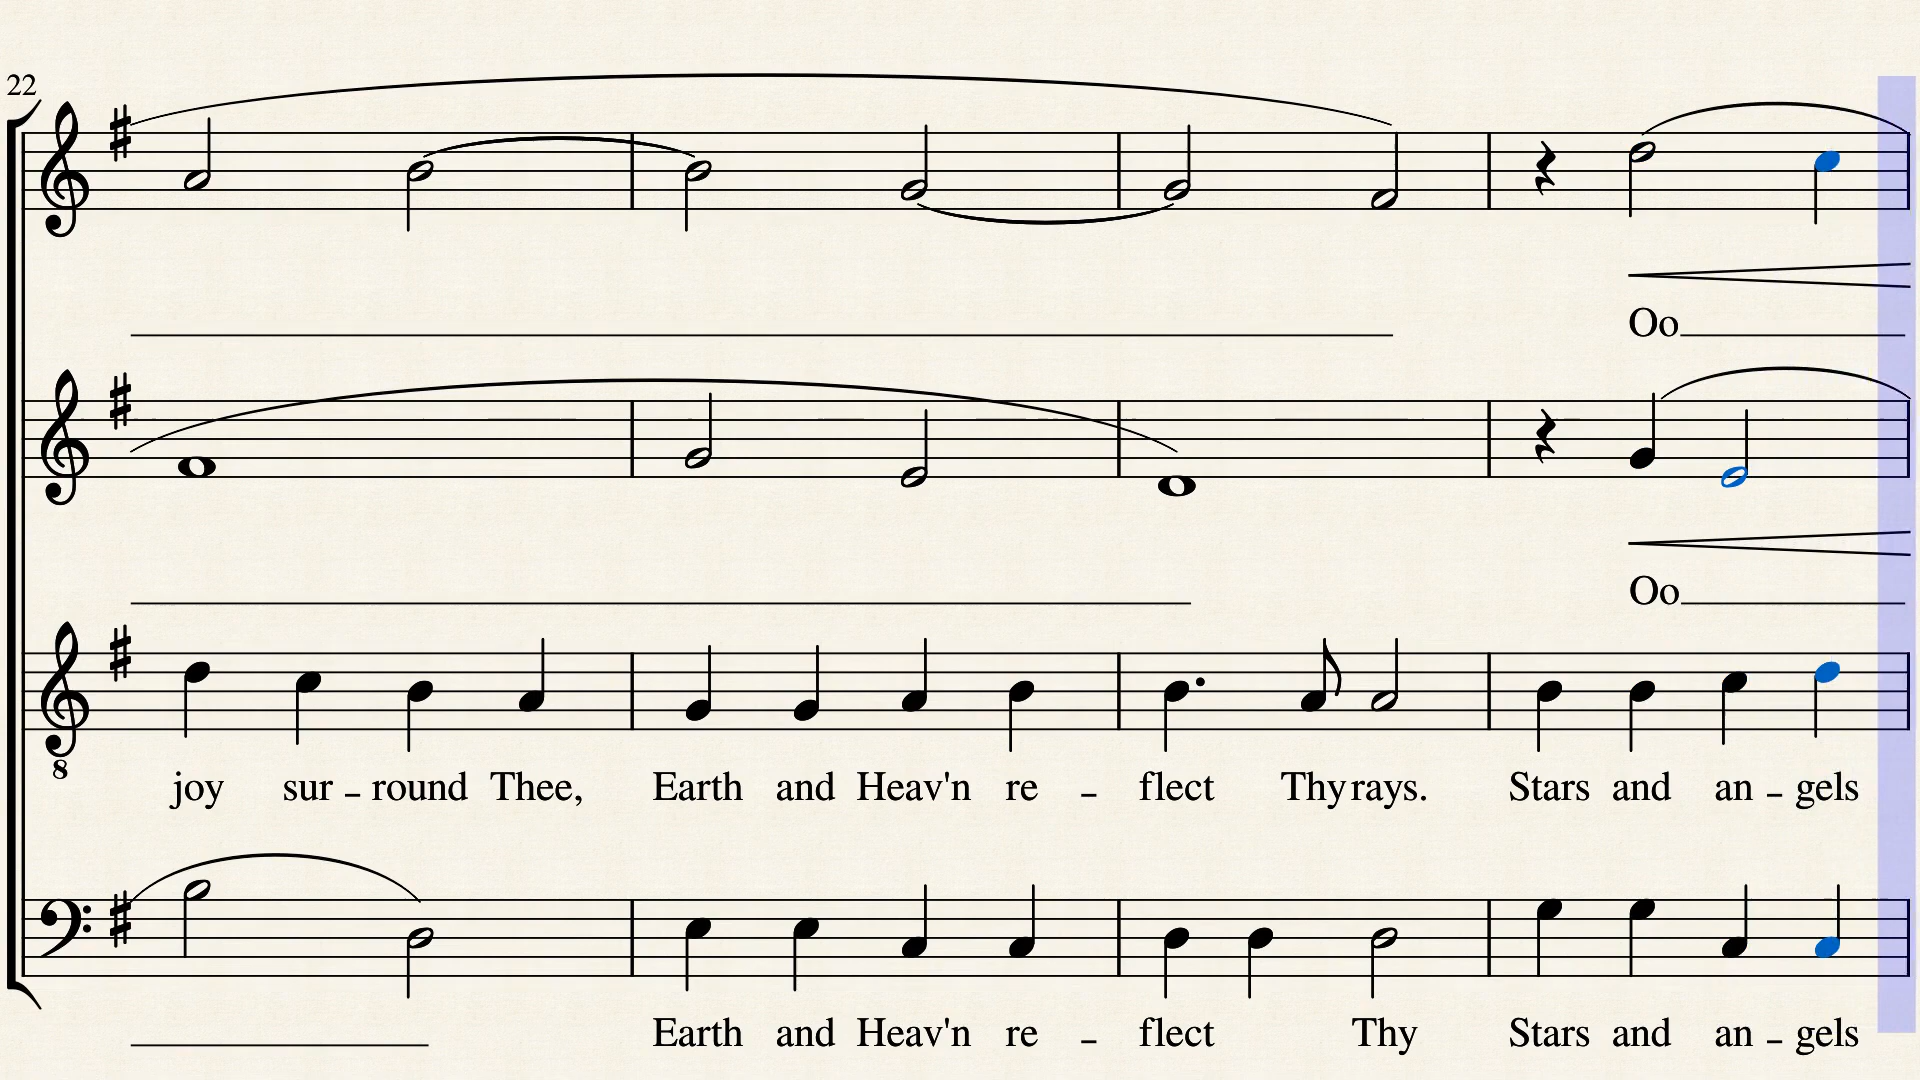 22
Oo
Oo
8
joy sur – round Thee, Earth and Heav'n re – flect Thy rays. Stars and an – gels
Earth and Heav'n re – flect Thy Stars and an – gels